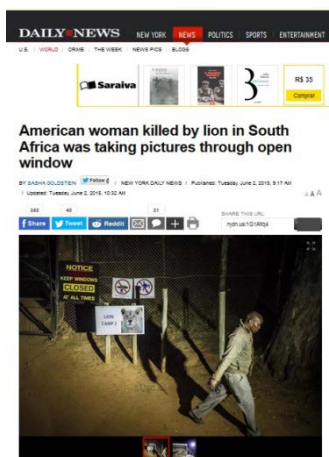 DAILY NEWS
NEW YORK NEWS POLITICS SPORTS ENTERTAINMENT
U.S. WORLD CRIME THE WEEK NEWS PICS BLOGS
Saraiva
3
R$ 35
Comprar
American woman killed by lion in South
Africa was taking pictures through open
window
BY SASHA GOLDSTEIN Follow / NEW YORK DAILY NEWS / Published: Tuesday, June 2, 2015, 9:17 AM
/ Updated: Tuesday, June 2, 2015, 10:32 AM
A A A
SHARE THIS URL
Share Tweet Reddit
NOTICE
KEEP WINDOWS
CLOSED
AT ALL TIMES
LION
CAMP 2